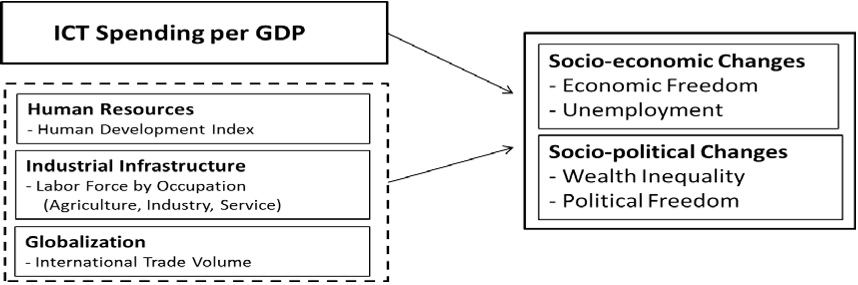 ICT Spending per GDP
Human Resources
- Human Development Index
Industrial Infrastructure
- Labor Force by Occupation
(Agriculture, Industry, Service)
Globalization
- International Trade Volume
Socio-economic Changes
- Economic Freedom
- Unemployment
Socio-political Changes
- Wealth Inequality
- Political Freedom